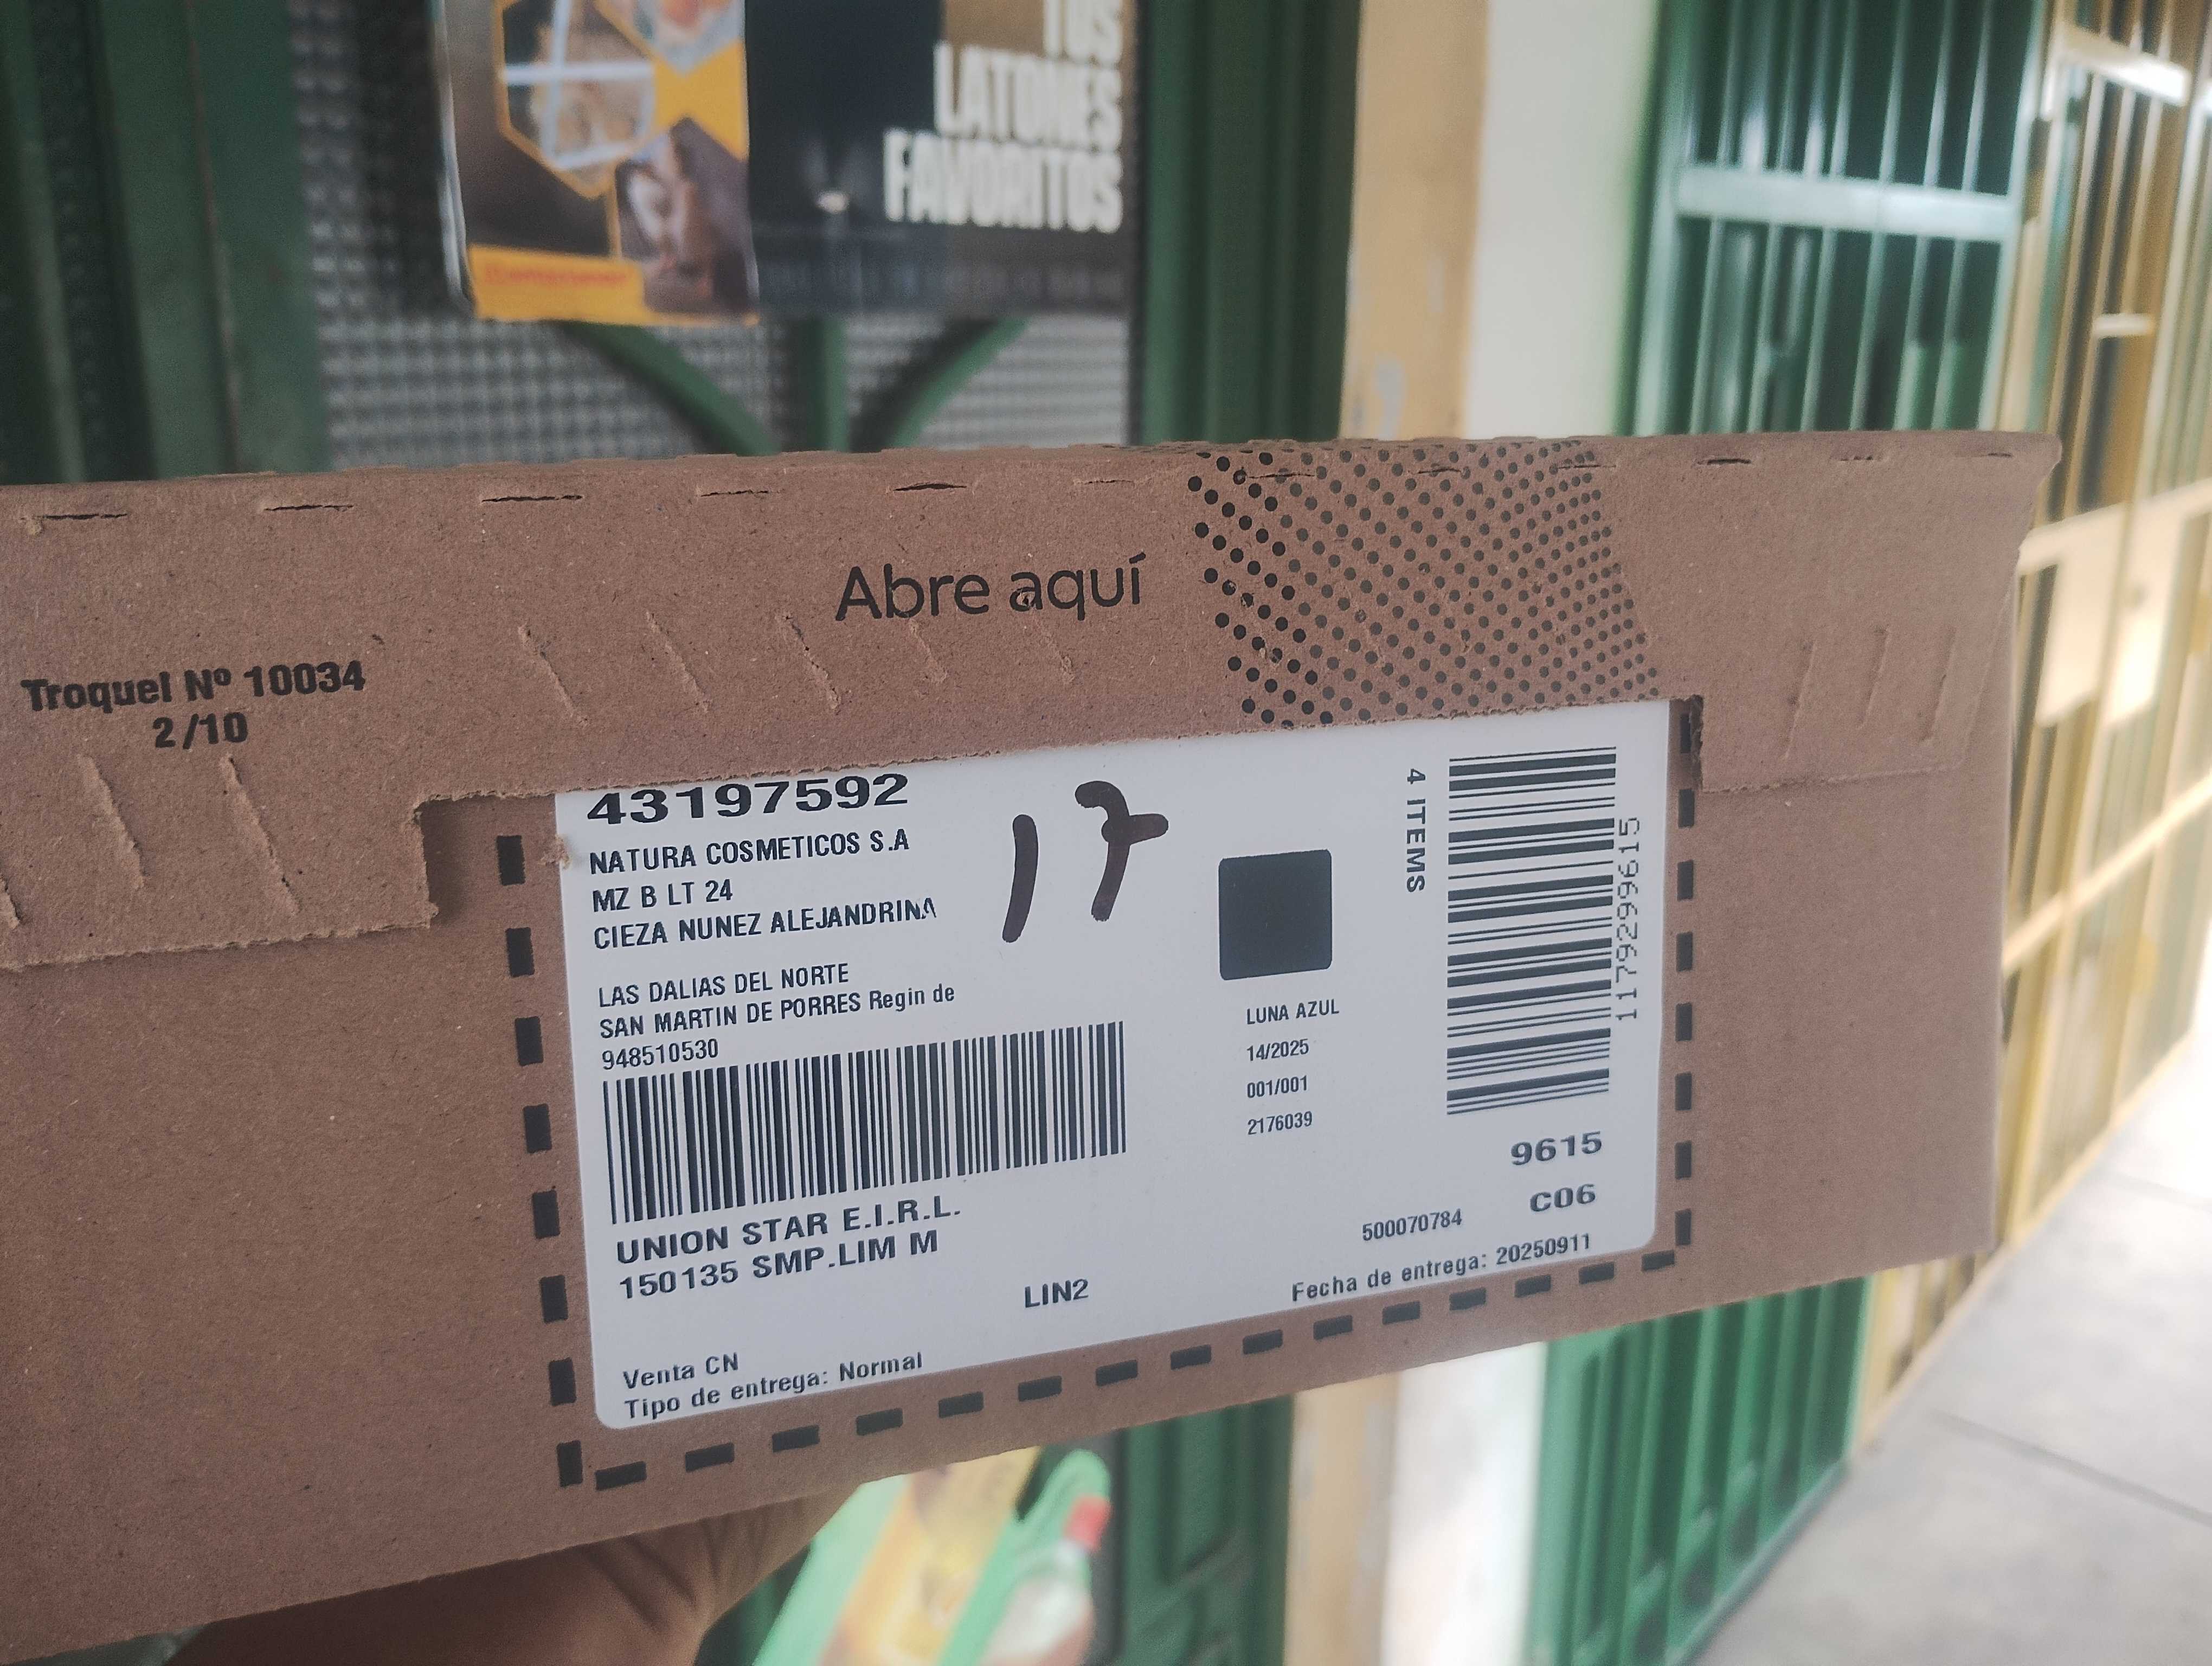 TUS
LATONES
FAVORITOS
Abre aquí
Troquel Nº 10034
2/10
43197592
NATURA COSMETICOS S.A
MZ B LT 24
CIEZA NUNEZ ALEJANDRINA
17
LAS DALIAS DEL NORTE
SAN MARTIN DE PORRES Regin de
948510530
UNION STAR E.I.R.L.
150135 SMP.LIM M
LIN2
Venta CN
Tipo de entrega: Normal
LUNA AZUL
14/2025
001/001
2176039
4 ITEMS
1179299615
9615
C06
500070784
Fecha de entrega: 20250911